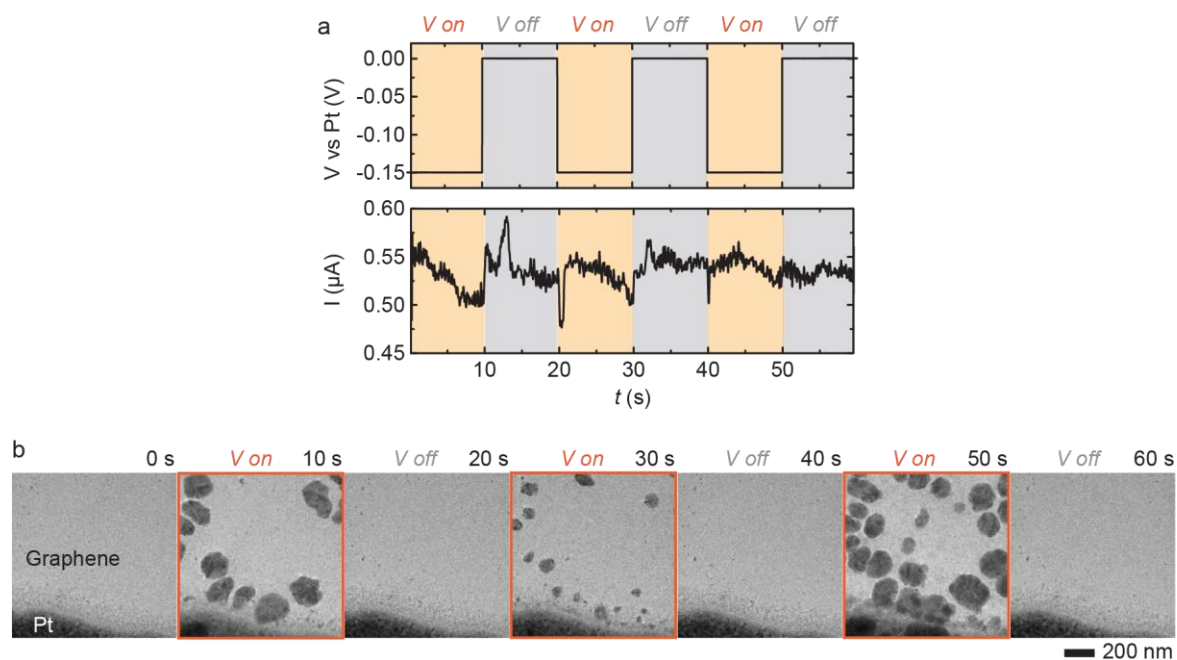 a
V on V off V on V off V on V off
V vs Pt (V)
0.00
-0.05
-0.10
-0.15
I (µA)
0.60
0.55
0.50
0.45
10 20 30 40 50
t (s)
b
0 s V on 10 s V off 20 s V on 30 s V off 40 s V on 50 s V off 60 s
Graphene
Pt
200 nm